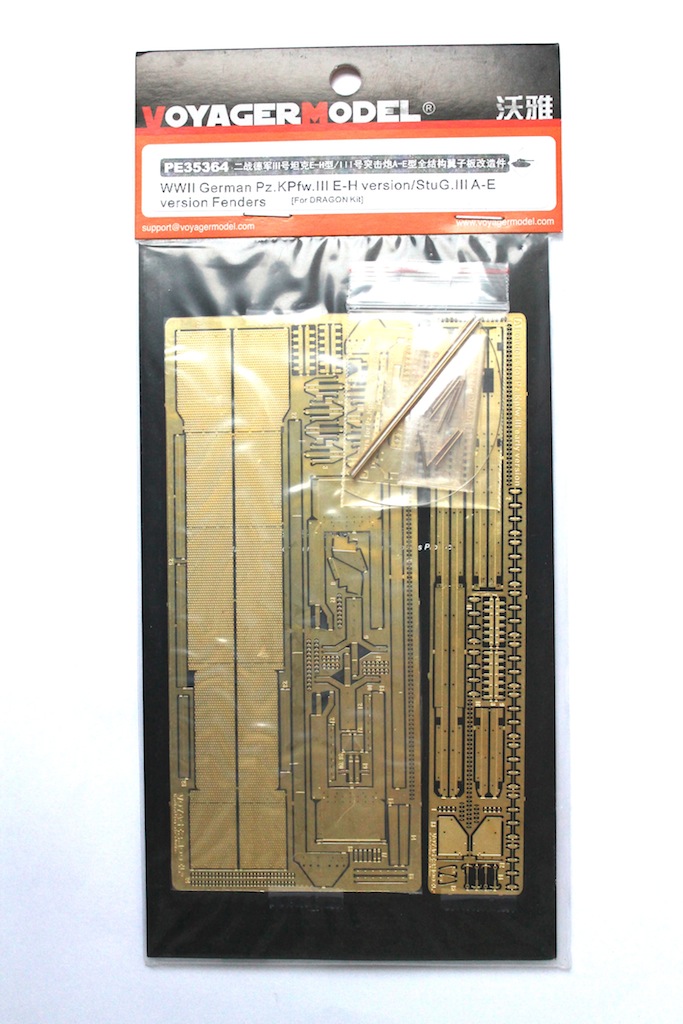 VOYAGERMODEL® 沃雅
PE35364 二战德军III号坦克E-H型/III号突击炮A-E型全结构翼子板改造件
WWII German Pz.KPfw.III E-H version/StuG.III A-E
version Fenders [For DRAGON Kit]
support@voyagermodel.com www.voyagermodel.com